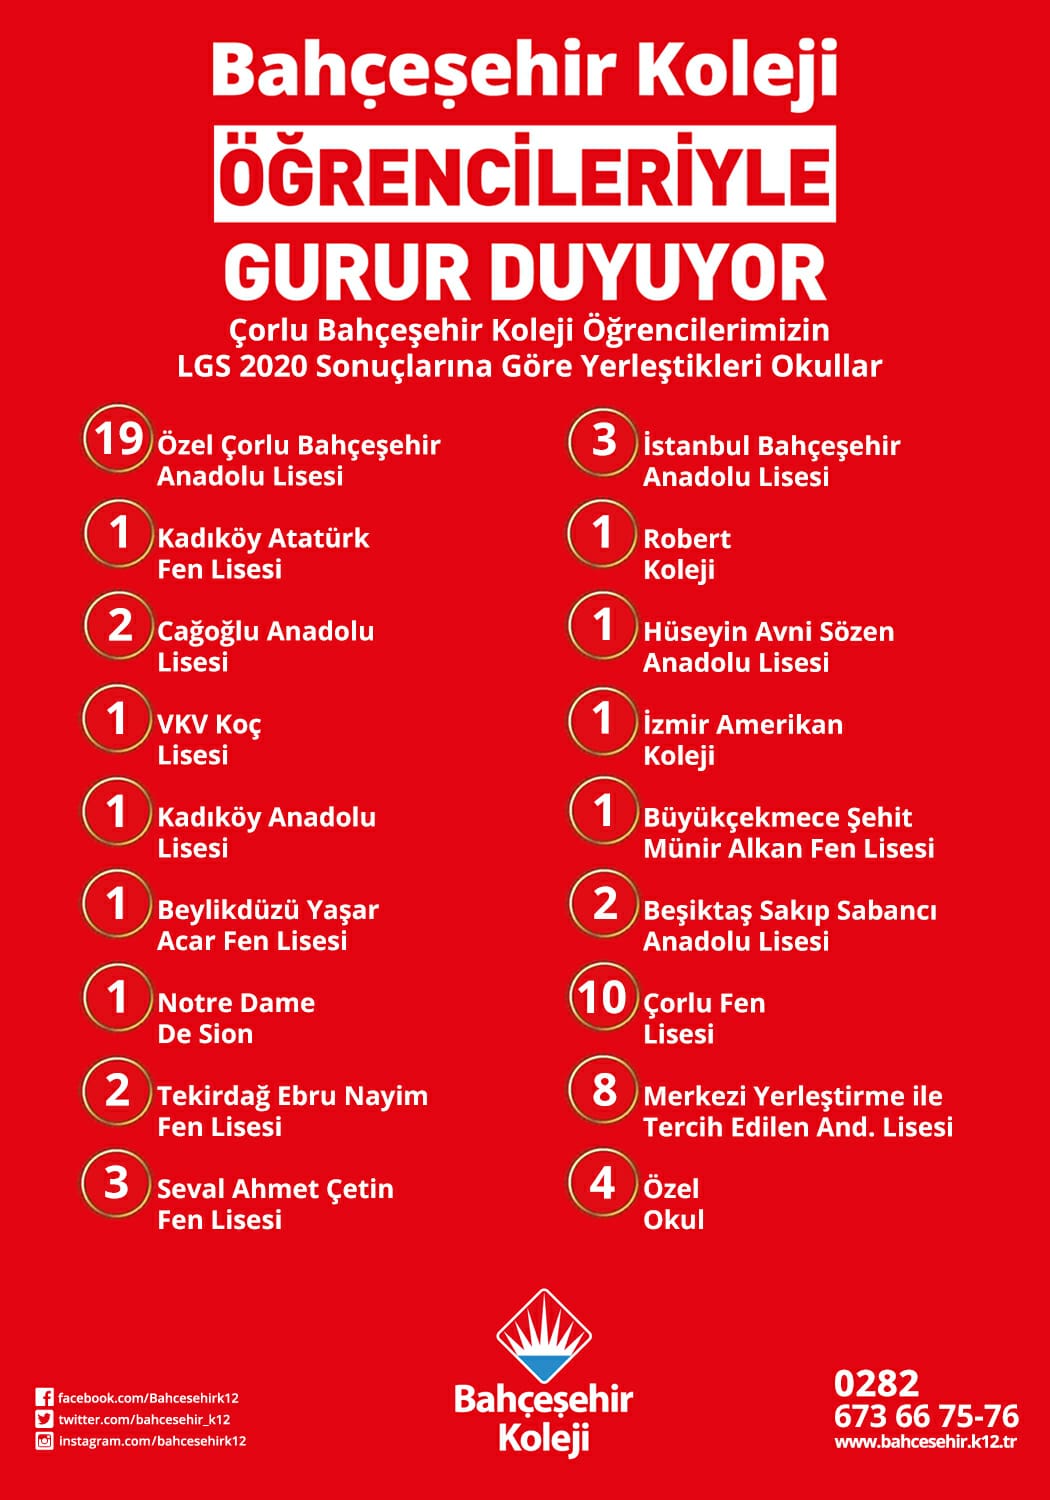 Bahçeşehir Koleji
ÖĞRENCİLERİYLE
GURUR DUYUYOR
Çorlu Bahçeşehir Koleji Öğrencilerimizin
LGS 2020 Sonuçlarına Göre Yerleştikleri Okullar
19 Özel Çorlu Bahçeşehir
Anadolu Lisesi
1 Kadıköy Atatürk
Fen Lisesi
2 Cağoğlu Anadolu
Lisesi
1 VKV Koç
Lisesi
1 Kadıköy Anadolu
Lisesi
1 Beylikdüzü Yaşar
Acar Fen Lisesi
1 Notre Dame
De Sion
2 Tekirdağ Ebru Nayim
Fen Lisesi
3 Seval Ahmet Çetin
Fen Lisesi
3 İstanbul Bahçeşehir
Anadolu Lisesi
1 Robert
Koleji
1 Hüseyin Avni Sözen
Anadolu Lisesi
1 İzmir Amerikan
Koleji
1 Büyükçekmece Şehit
Münir Alkan Fen Lisesi
2 Beşiktaş Sakıp Sabancı
Anadolu Lisesi
10 Çorlu Fen
Lisesi
8 Merkezi Yerleştirme ile
Tercih Edilen And. Lisesi
4 Özel
Okul
facebook.com/Bahcesehirk12
twitter.com/bahcesehir_k12
instagram.com/bahcesehirk12
Bahçeşehir
Koleji
0282
673 66 75-76
www.bahcesehir.k12.tr